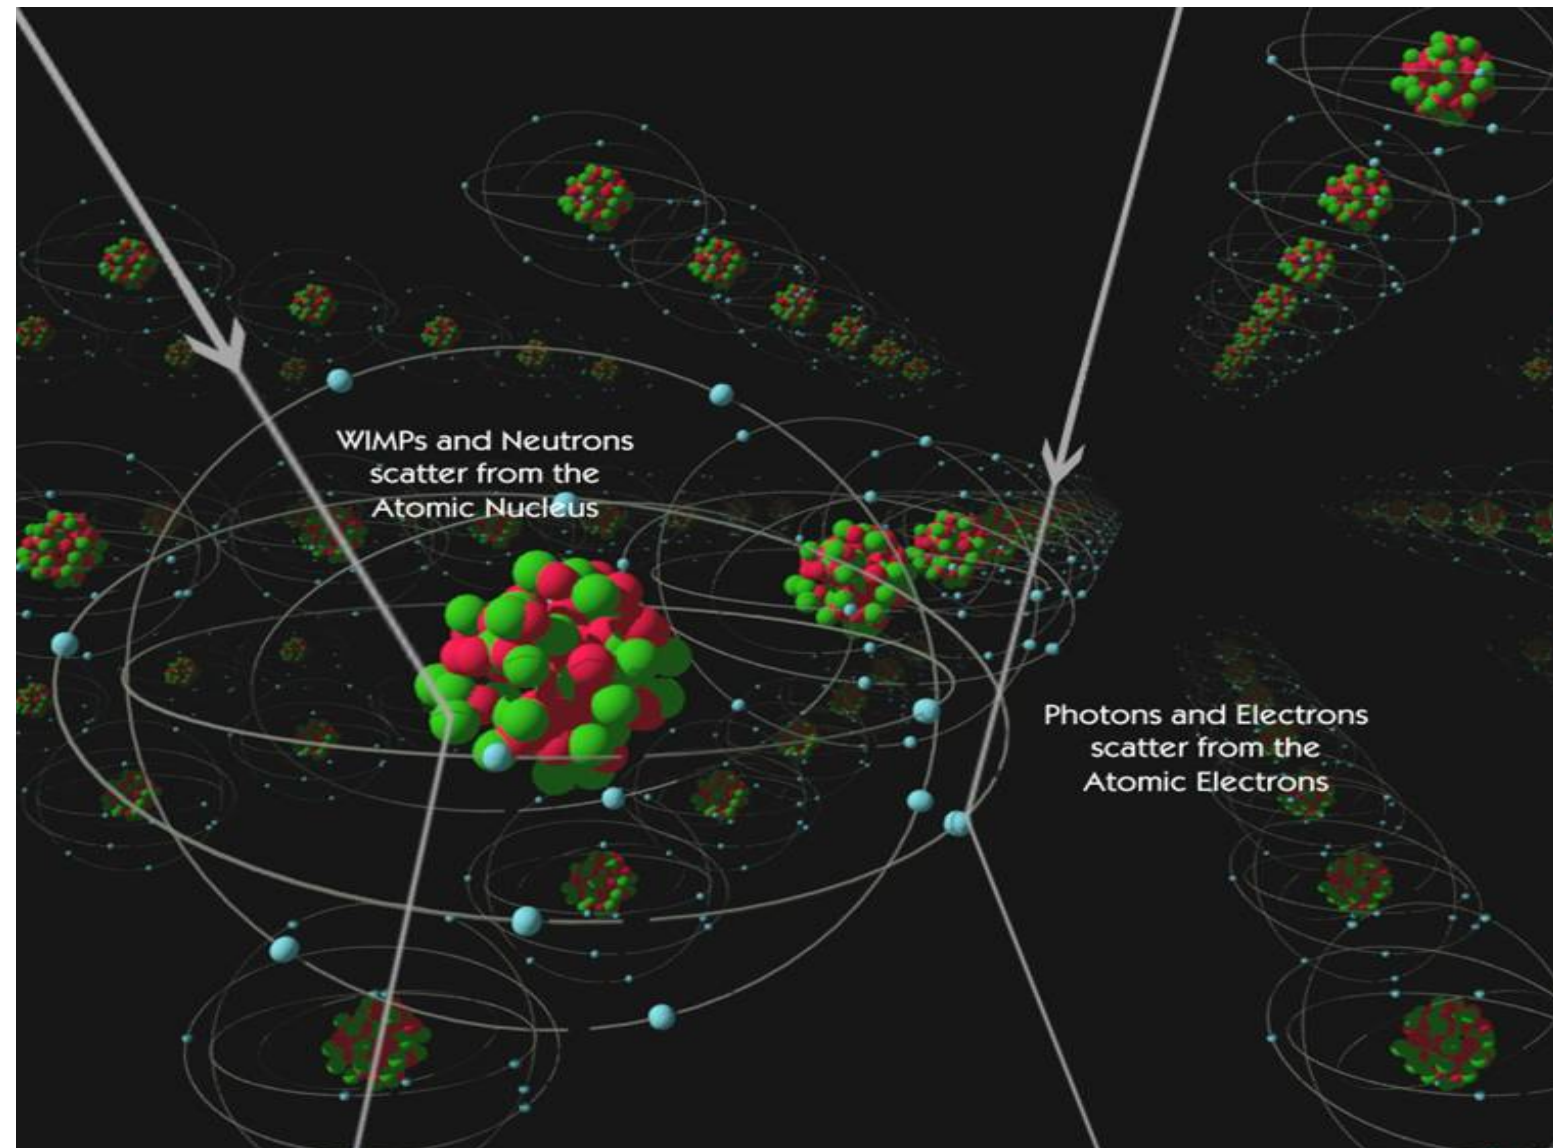 WIMPs and Neutrons
scatter from the
Atomic Nucleus
Photons and Electrons
scatter from the
Atomic Electrons